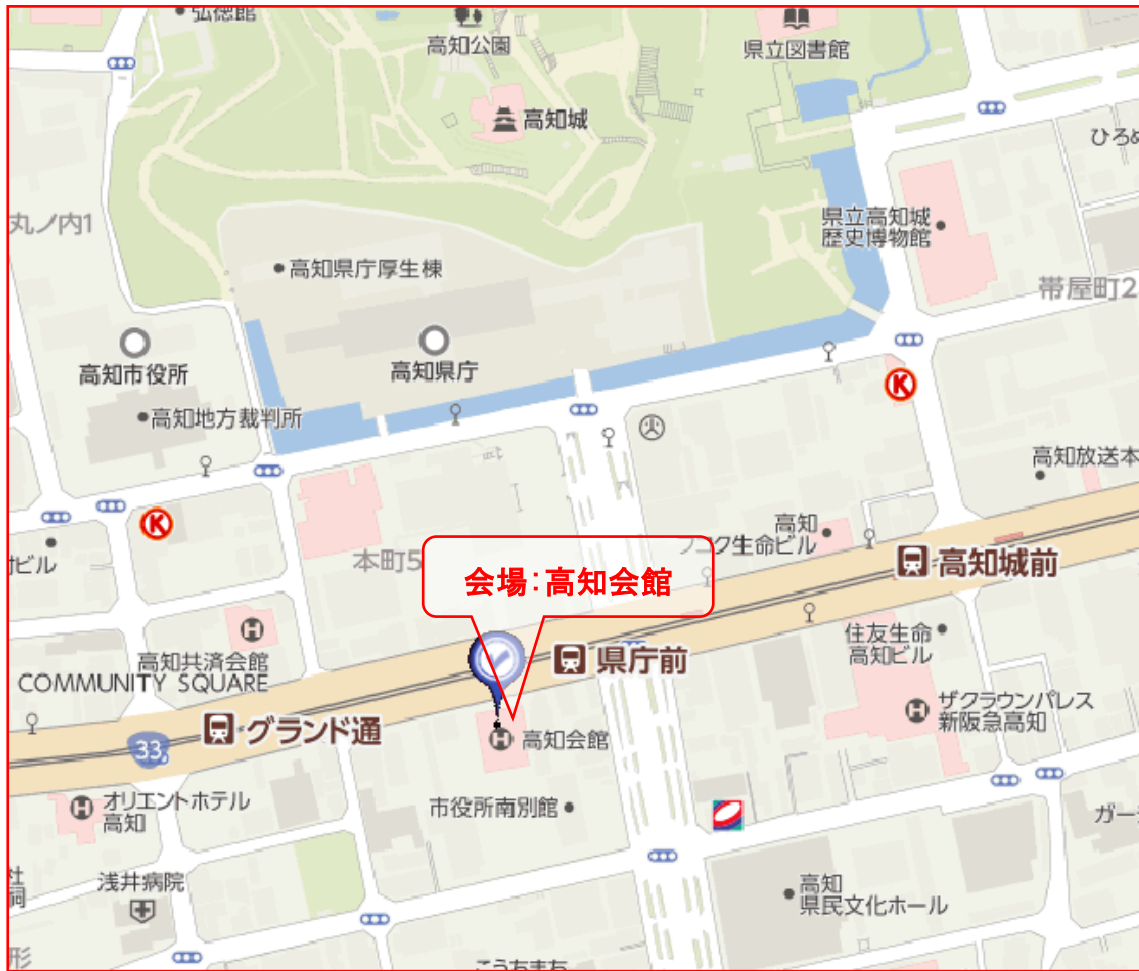 弘徳館
高知公園
県立図書館
高知城
ひろめ
丸ノ内1
県立高知城
歴史博物館
高知県庁厚生棟
帯屋町2
高知市役所
高知県庁
K
高知地方裁判所
高知放送本
K
高知
フコク生命ビル
ビル
本町5
高知城前
会場:高知会館
H
住友生命
高知ビル
高知共済会館
COMMUNITY SQUARE
県庁前
H
ザクラウンパレス
新阪急高知
グランド通
33
H
高知会館
H
オリエントホテル
高知
市役所南別館
ガー
浅井病院
社
祠
高知
県民文化ホール
形
こうちまち